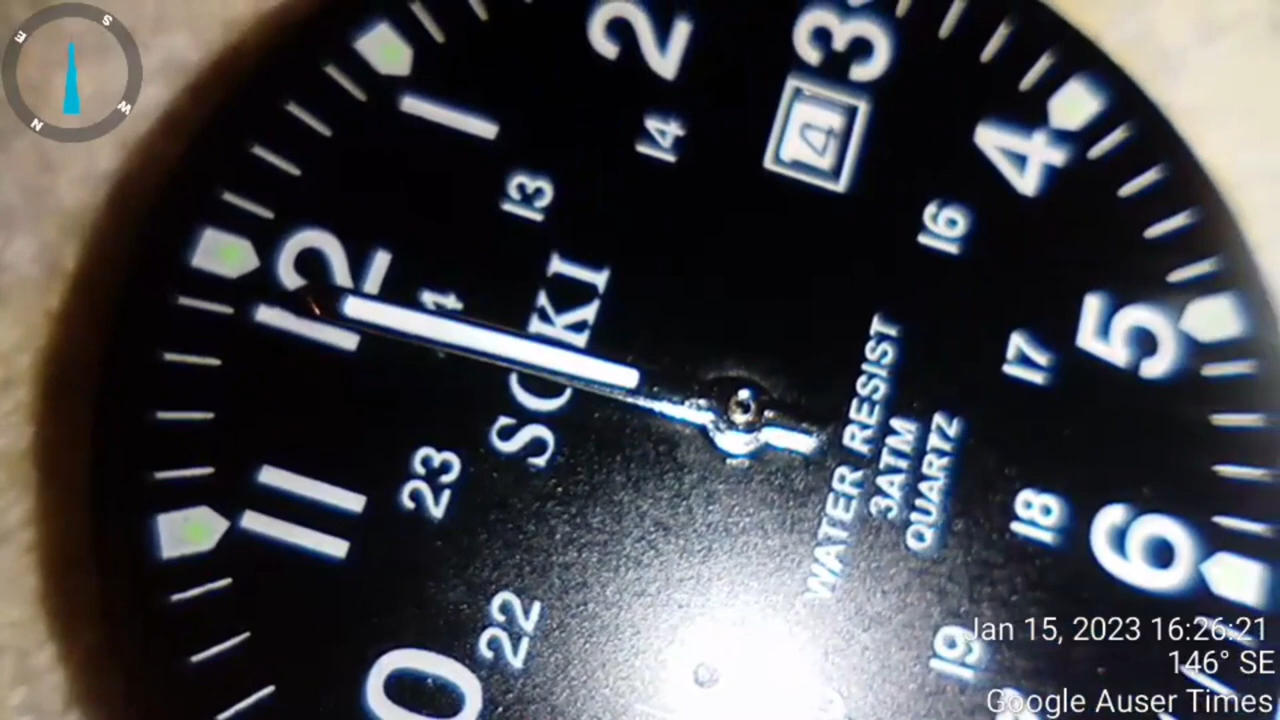 12
1
2
3
4
5
6
11
0
13
14
4
16
17
18
19
22
23
WATER RESIST
3ATM
QUARTZ
S
E
W
N
Jan 15, 2023 16:26:21
146° SE
Google Auser Times